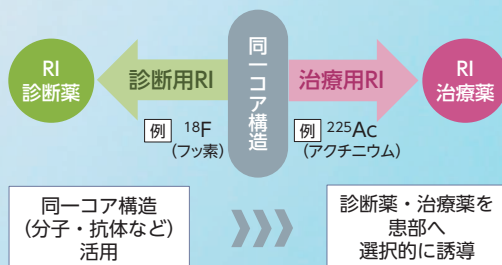 RI
診断薬
診断用RI
同一コア構造
治療用RI
RI
治療薬
例 18F
(フッ素)
例 225Ac
(アクチニウム)
同一コア構造
(分子・抗体など)
活用
診断薬・治療薬を
患部へ
選択的に誘導